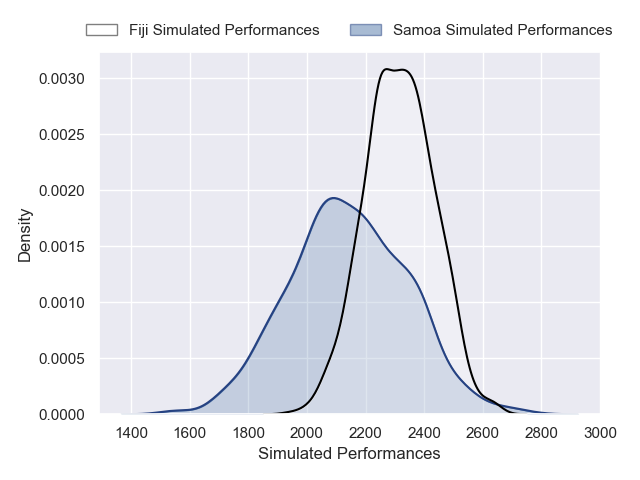 Fiji Simulated Performances
Samoa Simulated Performances
0.0030
0.0025
0.0020
0.0015
0.0010
0.0005
0.0000
Density
1400 1600 1800 2000 2200 2400 2600 2800 3000
Simulated Performances